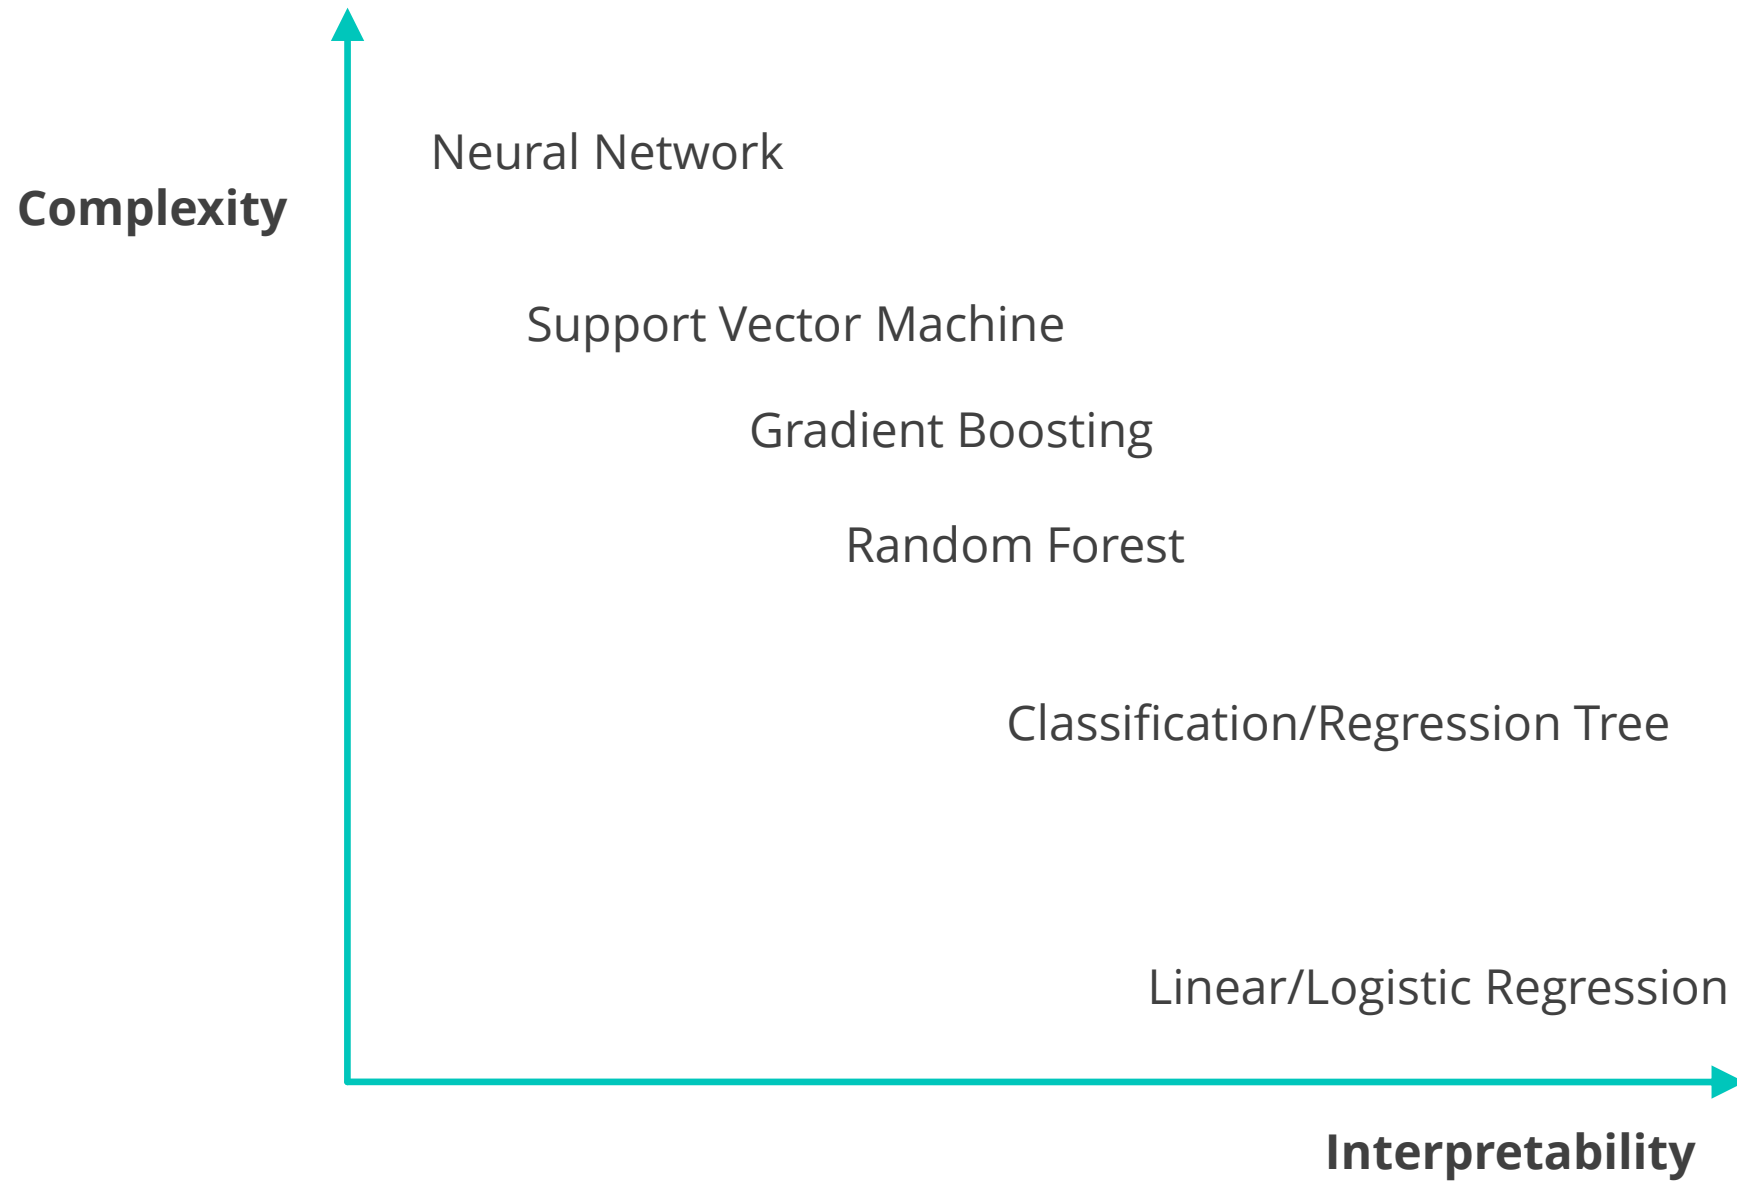 Neural Network
Complexity
Support Vector Machine
Gradient Boosting
Random Forest
Classification/Regression Tree
Linear/Logistic Regression
Interpretability